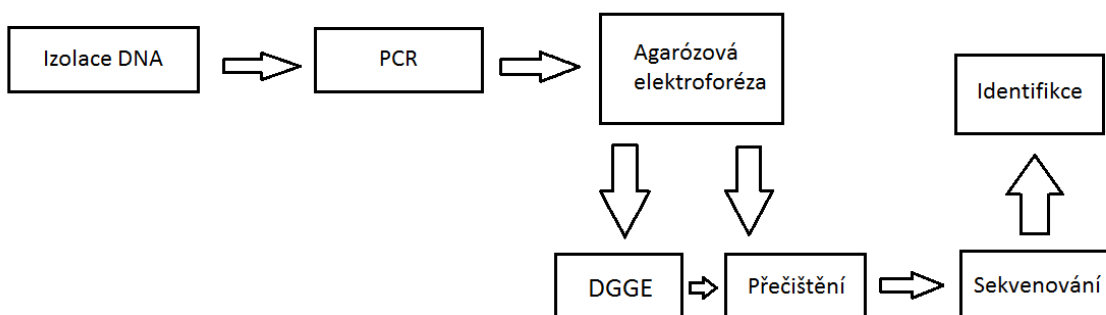 Izolace DNA
PCR
Agarózová
elektroforéza
Identifikce
DGGE
Přečištění
Sekvenování